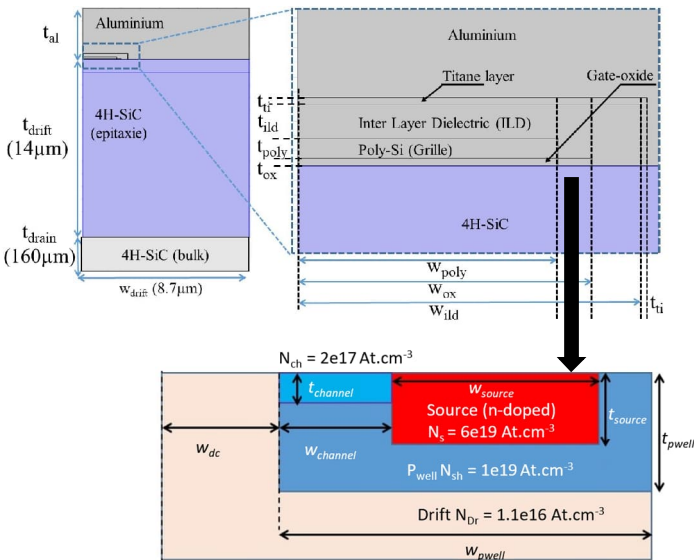 Aluminium
t_al
4H-SiC
(epitaxie)
t_drift
(14μm)
t_drain
(160μm)
4H-SiC (bulk)
w_drift (8.7μm)
Aluminium
Titane layer
Gate-oxide
t_ti
t_ild
Inter Layer Dielectric (ILD)
t_poly
Poly-Si (Grille)
t_ox
4H-SiC
w_poly
w_ox
w_ild
t_ti
N_ch = 2e17 At.cm-3
t_channel
w_source
Source (n-doped)
N_s = 6e19 At.cm-3
t_source
t_pwell
w_dc
w_channel
P_well N_sh = 1e19 At.cm-3
Drift N_Dr = 1.1e16 At.cm-3
w_pwell